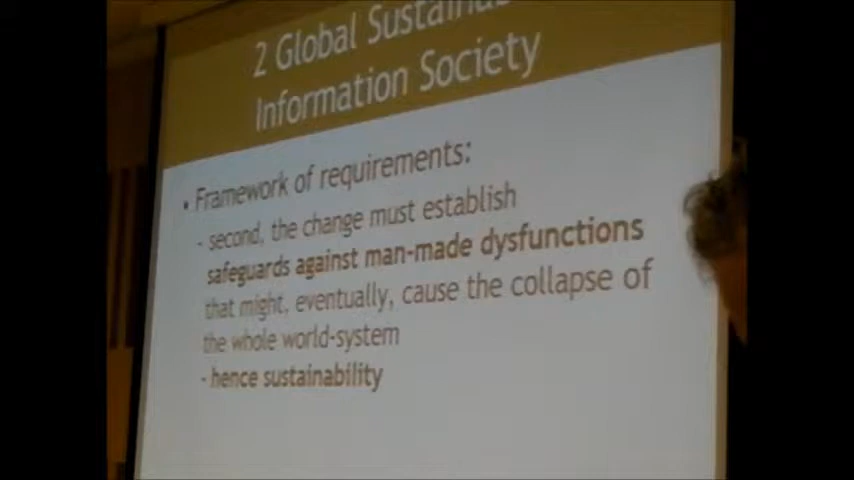 2 Global
Information Society
• Framework of requirements:
- second, the change must establish
safeguards against man-made dysfunctions
that might, eventually, cause the collapse of
the whole world-system
- hence sustainability